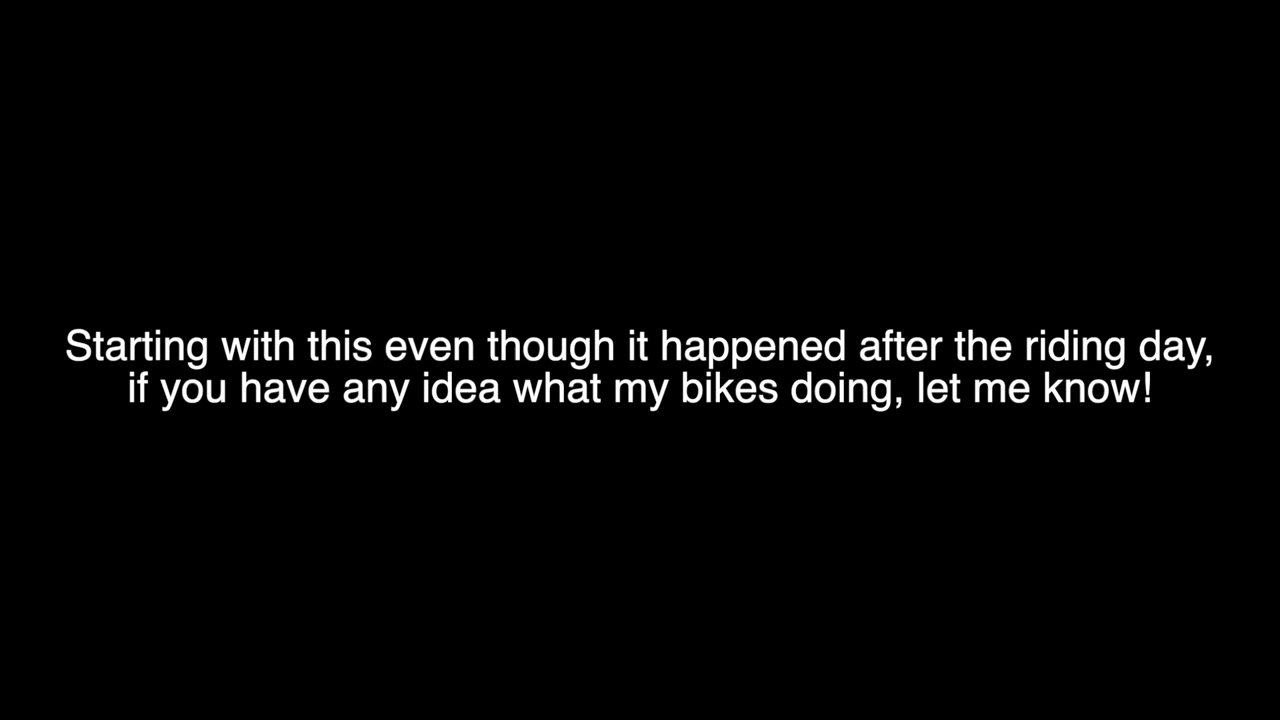 Starting with this even though it happened after the riding day,
if you have any idea what my bikes doing, let me know!